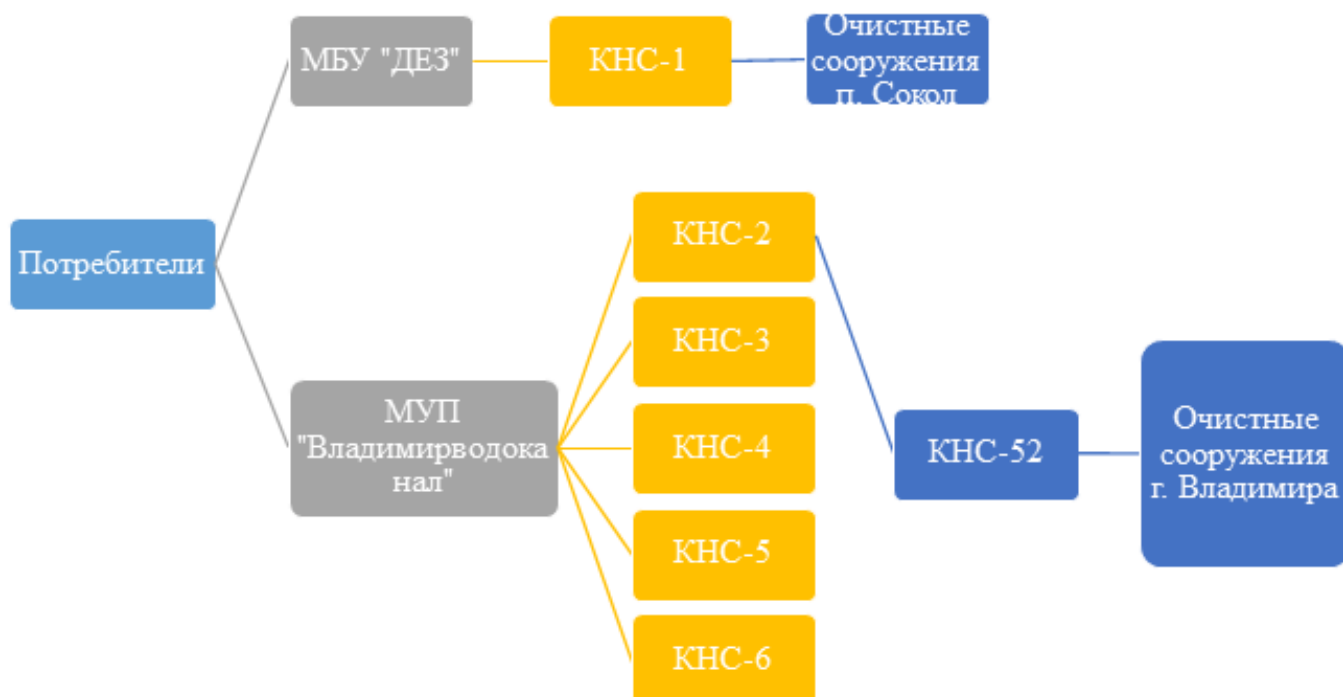 МБУ "ДЕЗ"
КНС-1
Очистные
сооружения
п. Сокол
Потребители
КНС-2
КНС-3
МУП
"Владимирводока
нал"
КНС-4
КНС-52
Очистные
сооружения
г. Владимира
КНС-5
КНС-6